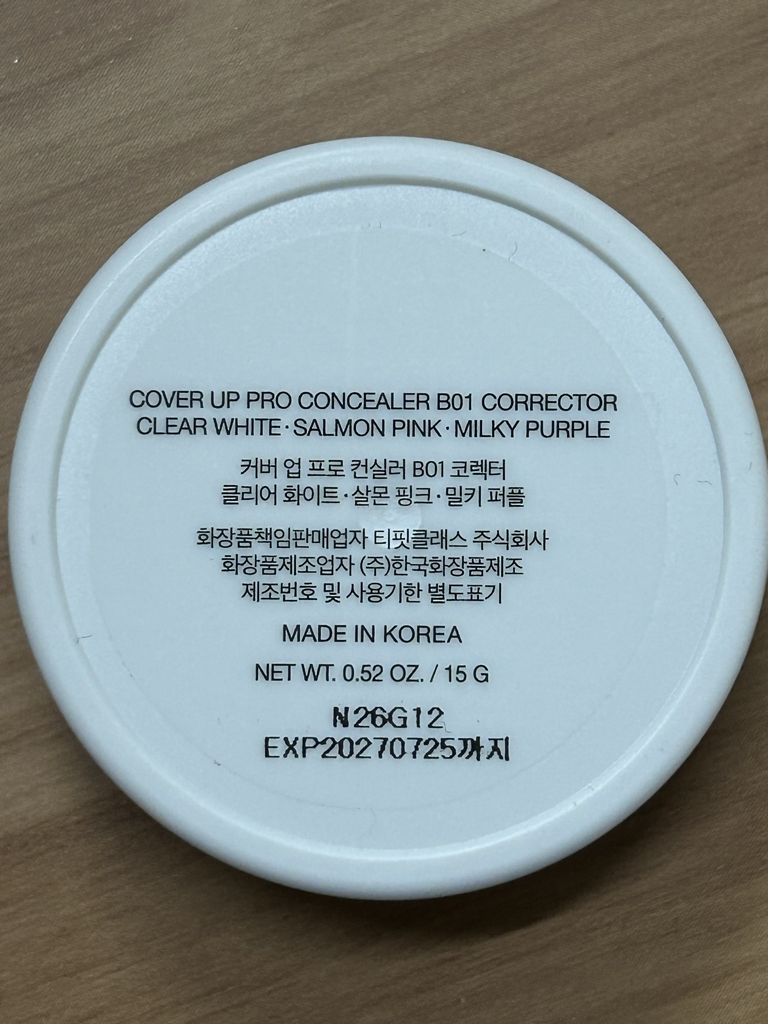 COVER UP PRO CONCEALER B01 CORRECTOR
CLEAR WHITE · SALMON PINK · MILKY PURPLE
커버 업 프로 컨실러 B01 코렉터
클리어 화이트 · 살몬 핑크 · 밀키 퍼플
화장품책임판매업자 티핏클래스 주식회사
화장품제조업자 (주)한국화장품제조
제조번호 및 사용기한 별도표기
MADE IN KOREA
NET WT. 0.52 OZ. / 15 G
N26G12
EXP20270725까지